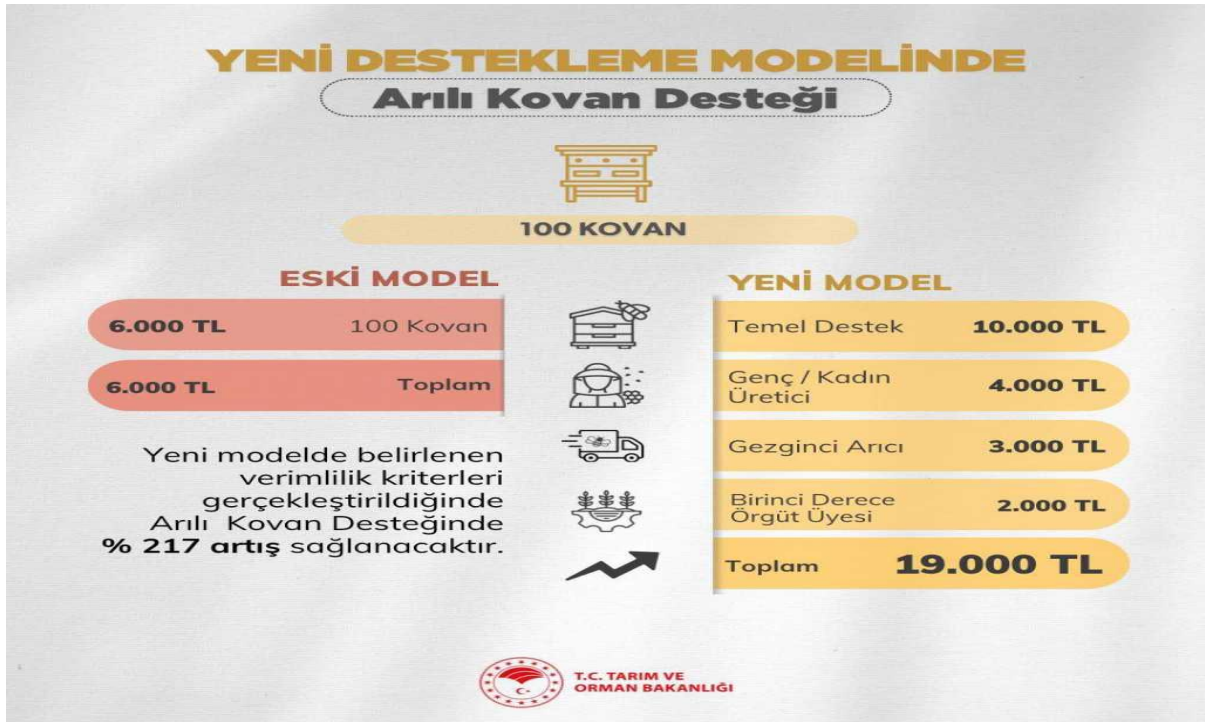 YENİ DESTEKLEME MODELİNDE
Arılı Kovan Desteği
100 KOVAN
ESKİ MODEL
6.000 TL 100 Kovan
6.000 TL Toplam
Yeni modelde belirlenen
verimlilik kriterleri
gerçekleştirildiğinde
Arılı Kovan Desteğinde
% 217 artış sağlanacaktır.
YENİ MODEL
Temel Destek 10.000 TL
Genç / Kadın
Üretici 4.000 TL
Gezginci Arıcı 3.000 TL
Birinci Derece
Örgüt Üyesi 2.000 TL
Toplam 19.000 TL
T.C. TARIM VE
ORMAN BAKANLIĞI